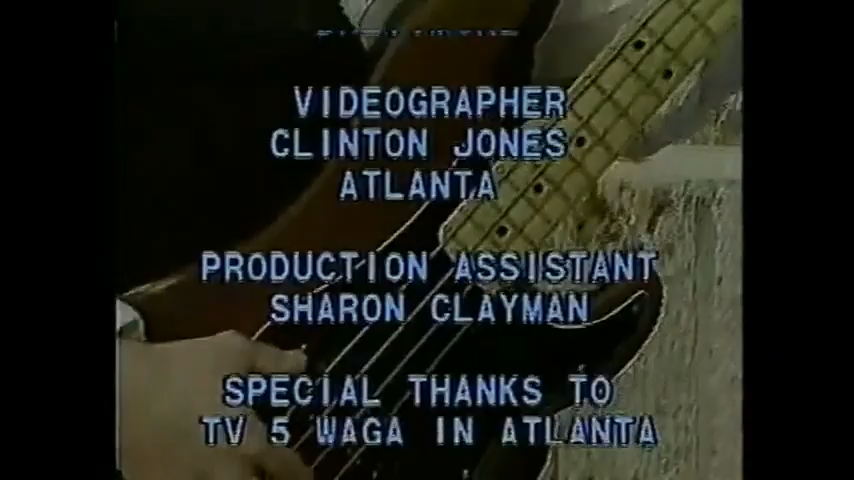 VIDEOGRAPHER
CLINTON JONES
ATLANTA
PRODUCTION ASSISTANT
SHARON CLAYMAN
SPECIAL THANKS TO
TV 5 WAGA IN ATLANTA